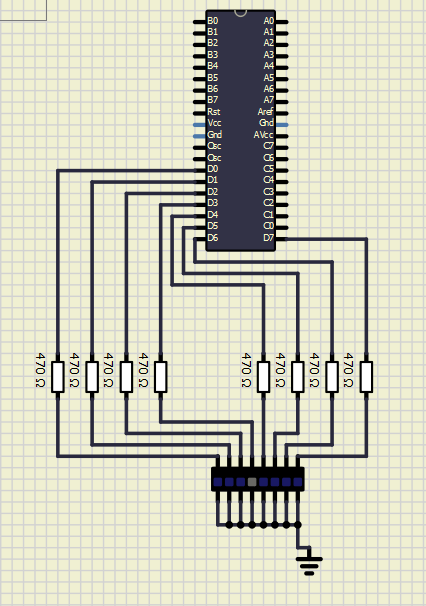 B0 A0
B1 A1
B2 A2
B3 A3
B4 A4
B5 A5
B6 A6
B7 A7
Rst Aref
Vcc Gnd
Gnd AVcc
Osc C7
Osc C6
D0 C5
D1 C4
D2 C3
D3 C2
D4 C1
D5 C0
D6 D7
470 Ω
470 Ω
470 Ω
470 Ω
470 Ω
470 Ω
470 Ω
470 Ω